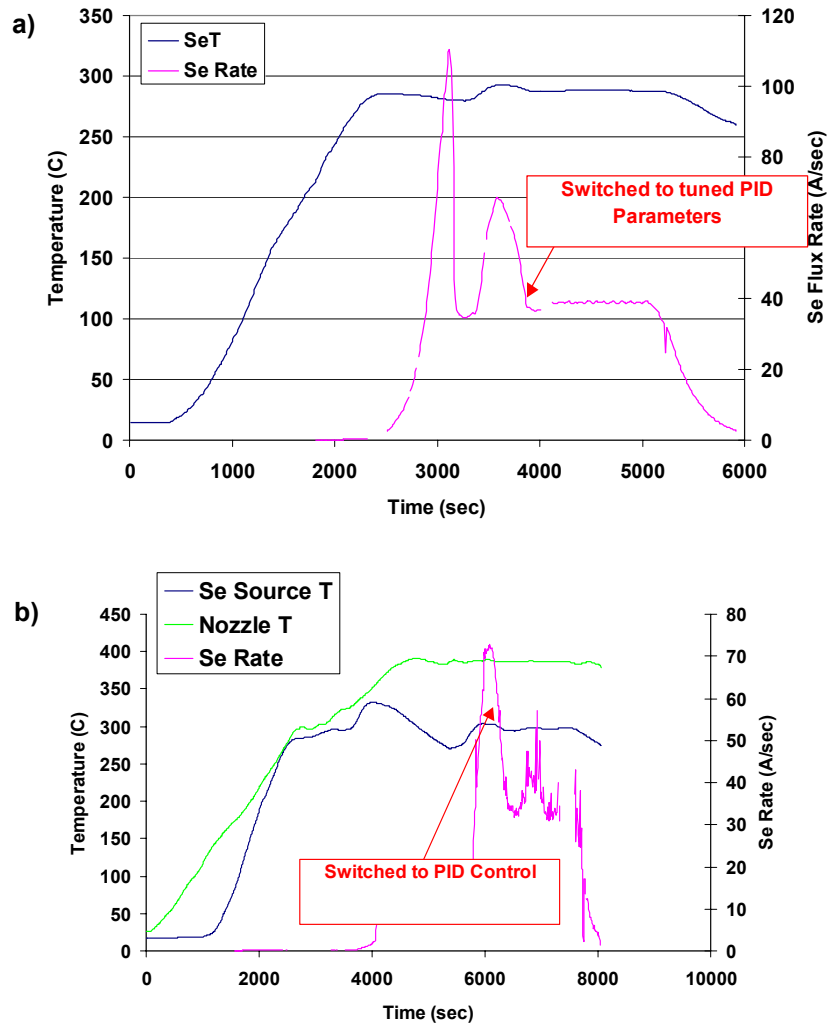 a)
SeT
Se Rate
Temperature (C)
350
300
250
200
150
100
50
0
Se Flux Rate (A/sec)
120
100
80
40
20
0
Switched to tuned PID
Parameters
0 1000 2000 3000 4000 5000 6000
Time (sec)
b)
Se Source T
Nozzle T
Se Rate
Temperature (C)
450
400
350
300
250
200
150
100
50
0
Se Rate (A/sec)
80
70
60
50
40
30
20
10
0
Switched to PID Control
0 2000 4000 6000 8000 10000
Time (sec)